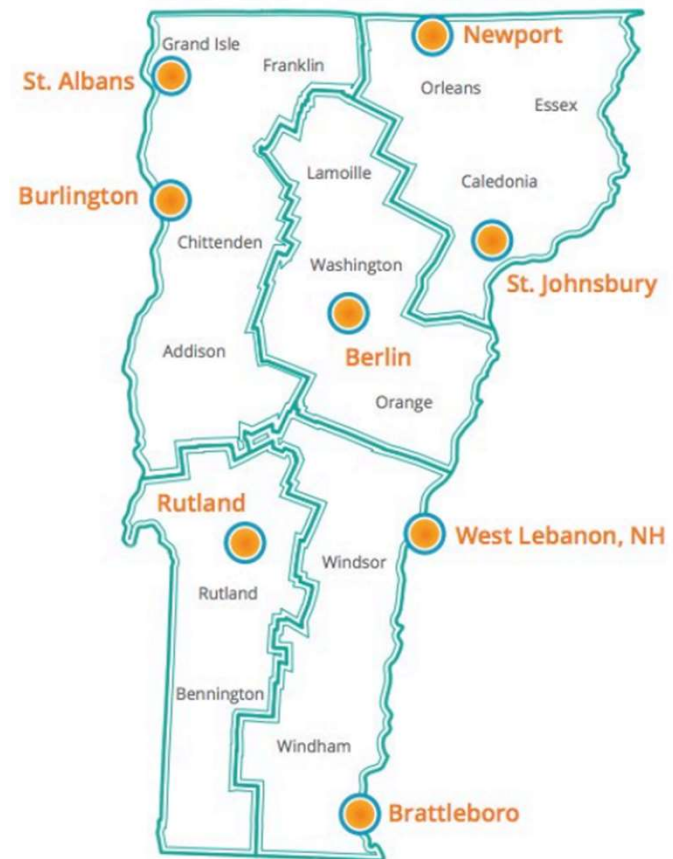 Grand Isle
Newport
Franklin
St. Albans
Orleans
Essex
Lamoille
Caledonia
Burlington
Chittenden
Washington
St. Johnsbury
Addison
Berlin
Orange
Rutland
West Lebanon, NH
Windsor
Rutland
Bennington
Windham
Brattleboro